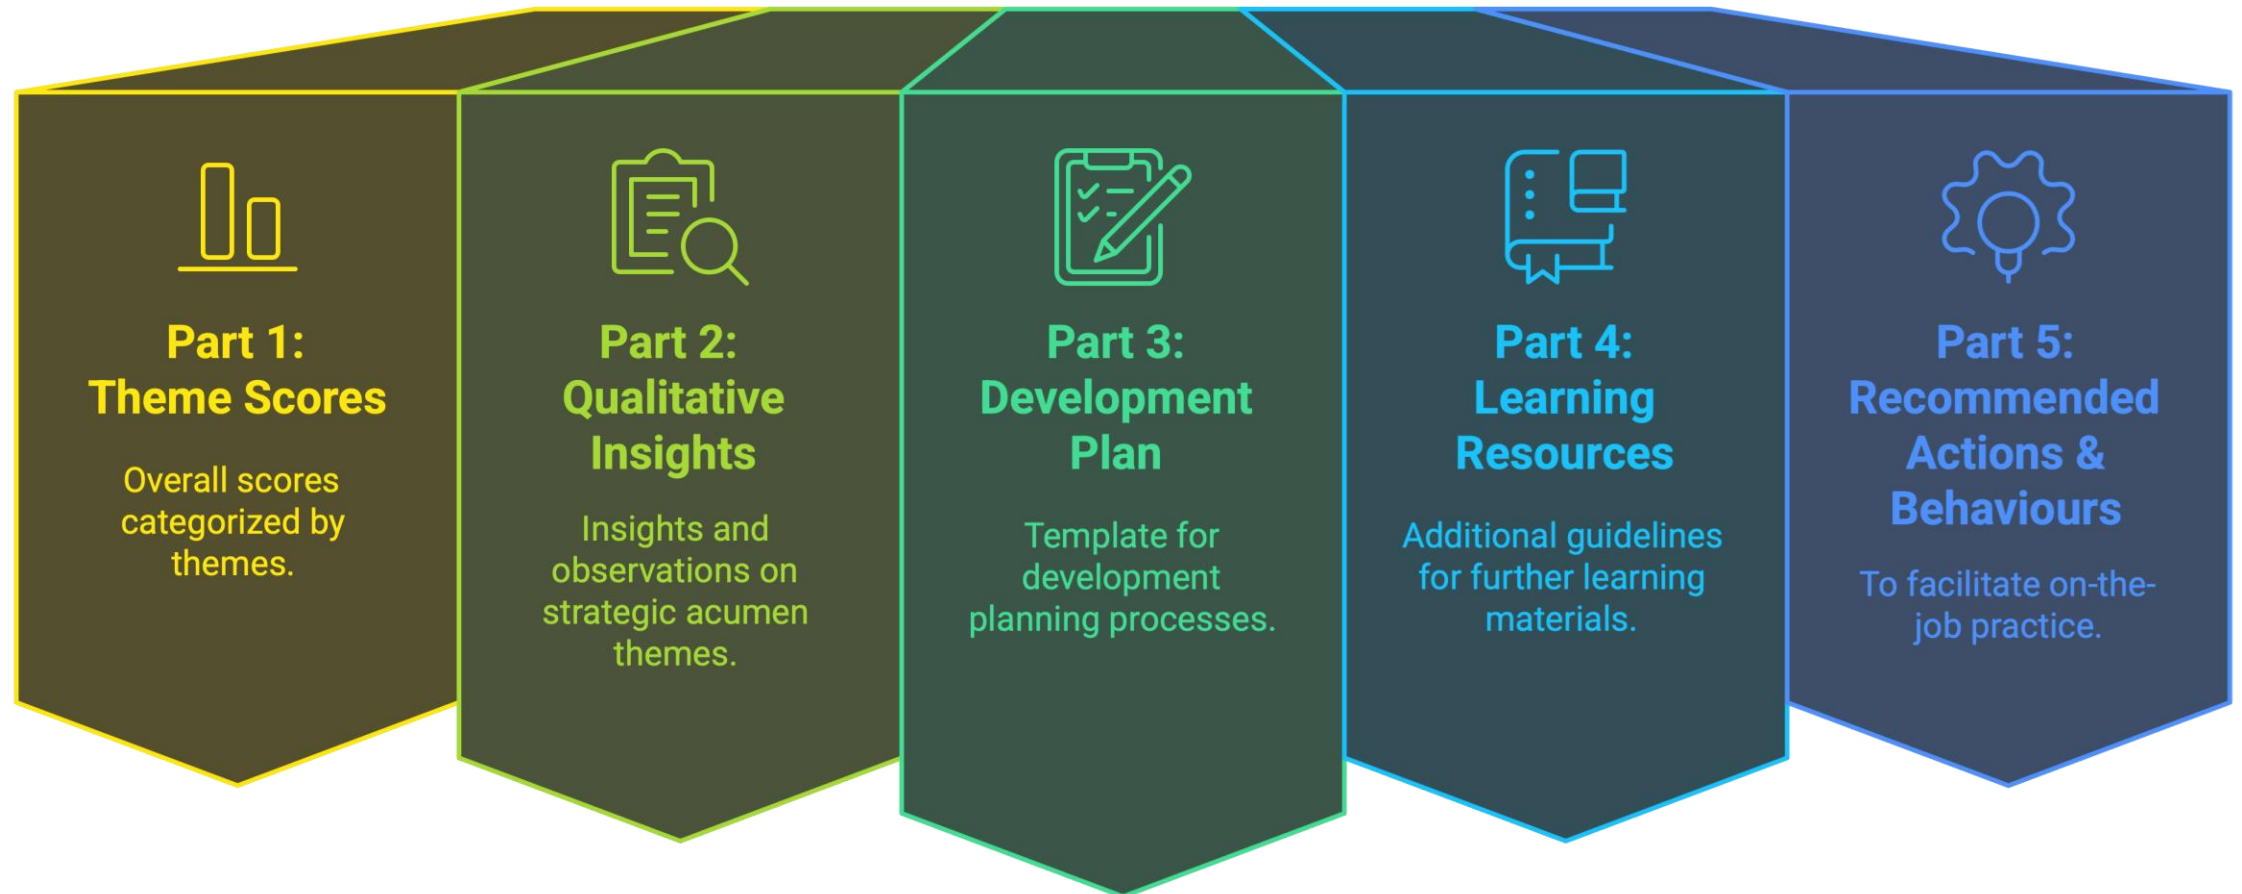 Part 1:
Theme Scores
Overall scores
categorized by
themes.
Part 2:
Qualitative
Insights
Insights and
observations on
strategic acumen
themes.
Part 3:
Development
Plan
Template for
development
planning processes.
Part 4:
Learning
Resources
Additional guidelines
for further learning
materials.
Part 5:
Recommended
Actions &
Behaviours
To facilitate on-the-
job practice.